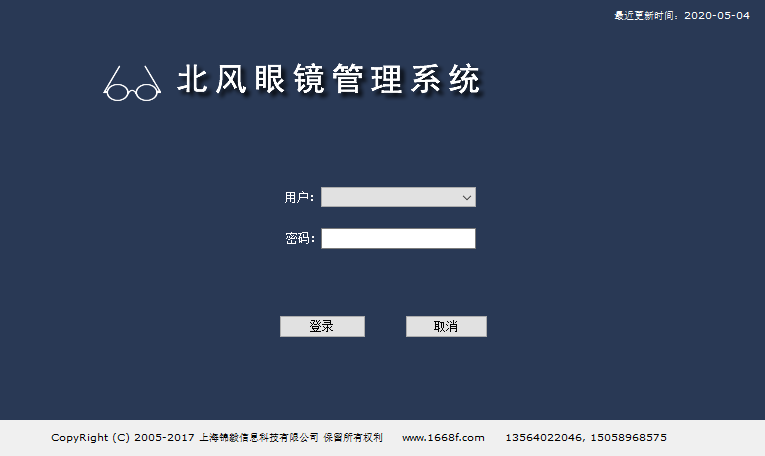 最近更新时间：2020-05-04
北风眼镜管理系统
用户：
密码：
登录 取消
CopyRight (C) 2005-2017 上海锦毅信息科技有限公司 保留所有权利 www.1668f.com 13564022046, 15058968575